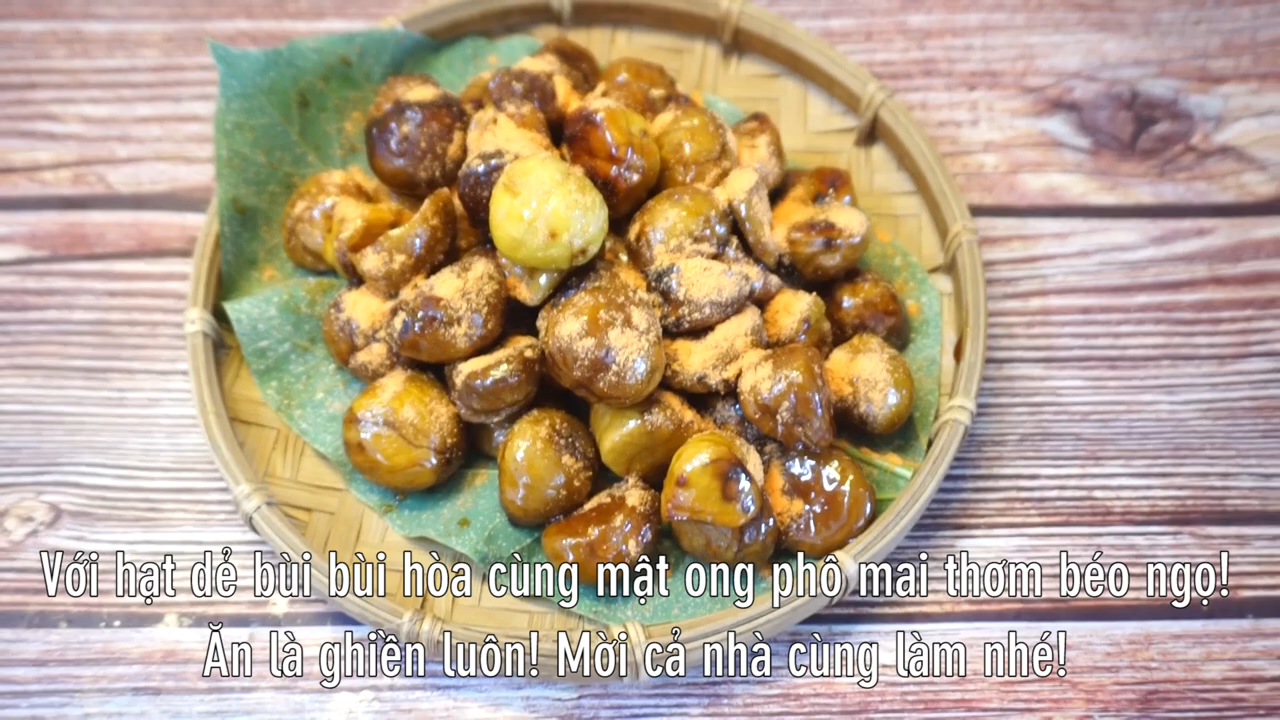 Với hạt dẻ bùi bùi hòa cùng mật ong phô mai thơm béo ngọ!
Ăn là ghiền luôn! Mời cả nhà cùng làm nhé!